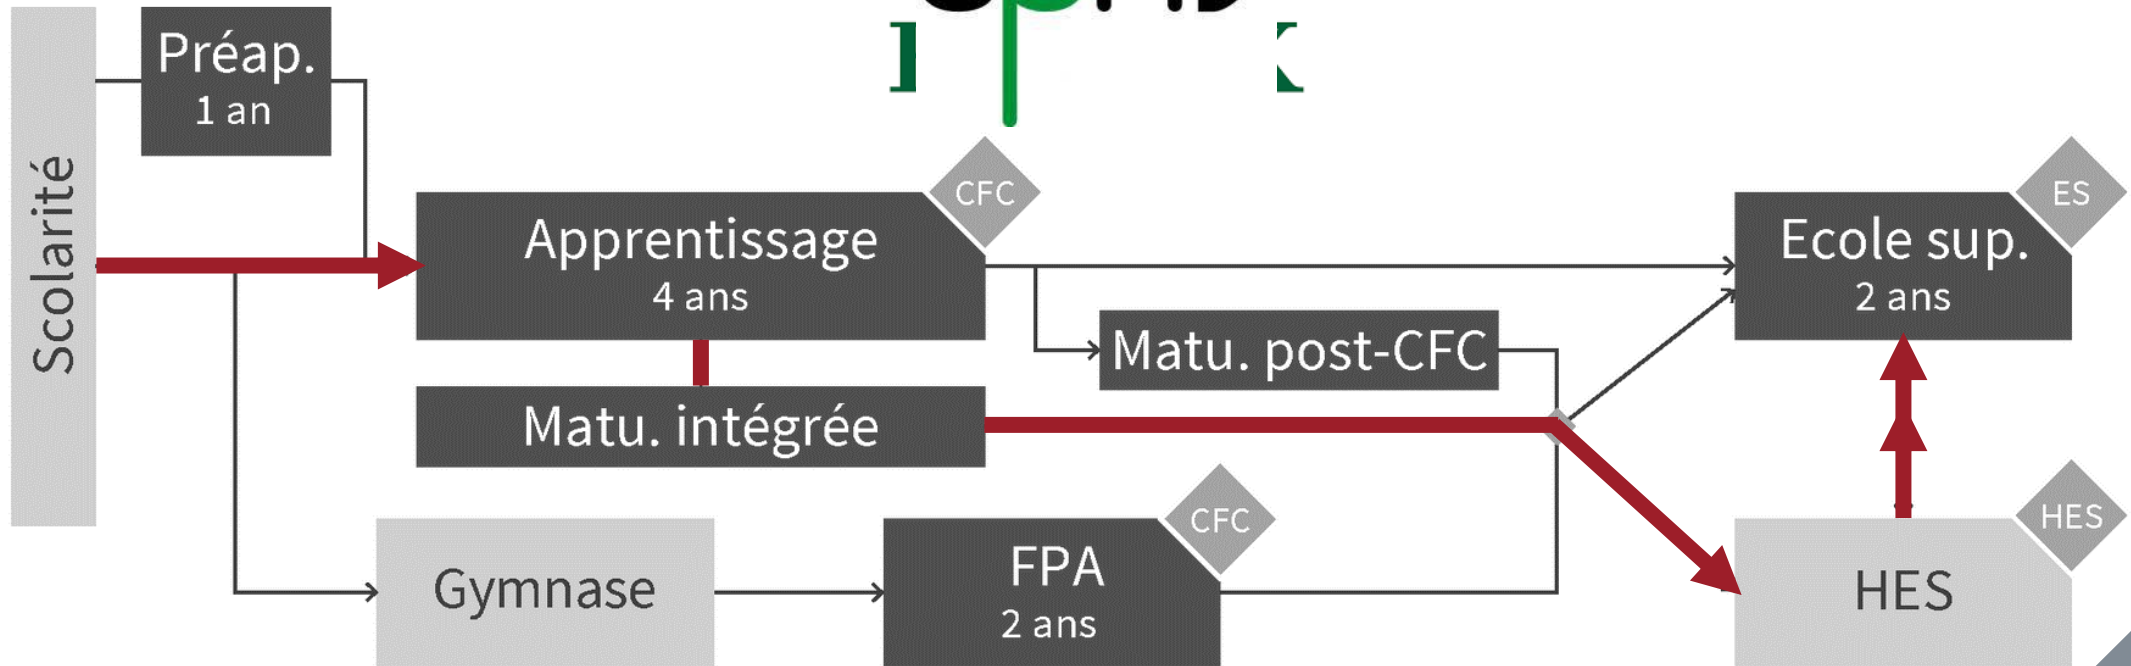 Scolarité
Préap.
1 an
Apprentissage
4 ans
CFC
Matu. intégrée
Matu. post-CFC
Ecole sup.
2 ans
ES
Gymnase
FPA
2 ans
CFC
HES
HES